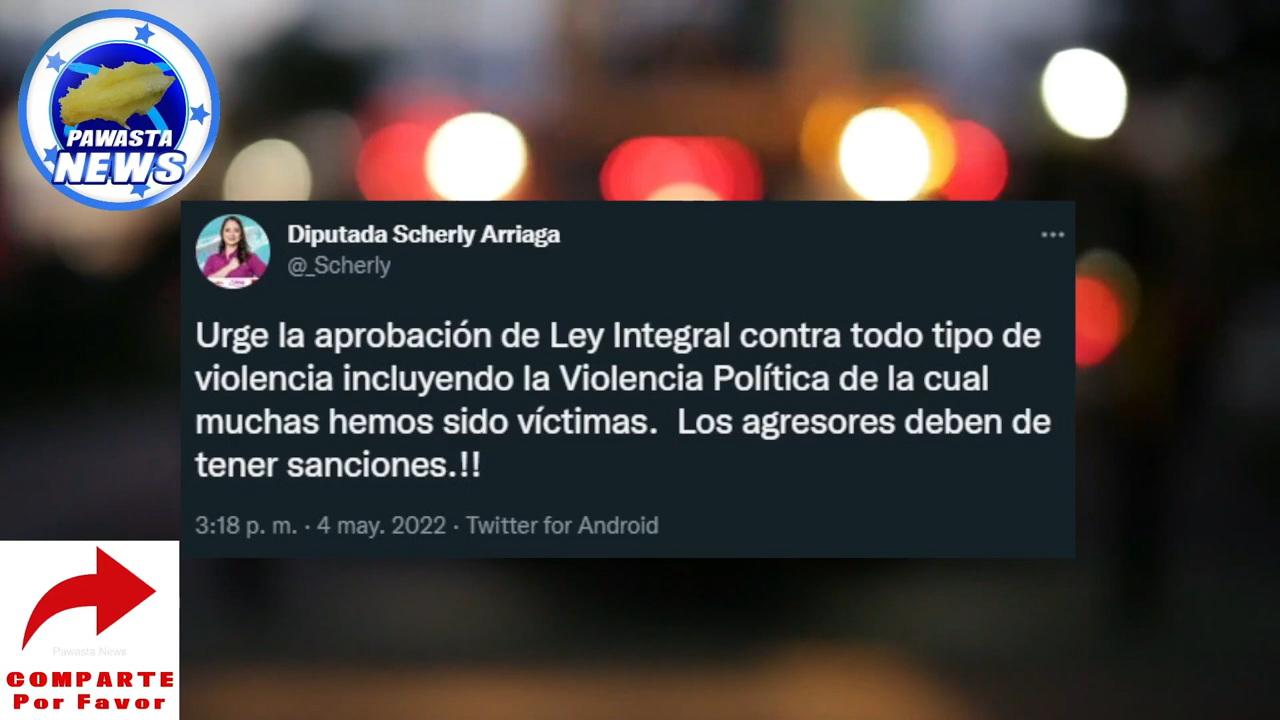 PAWASTA
NEWS
Diputada Scherly Arriaga
@_Scherly
Urge la aprobación de Ley Integral contra todo tipo de
violencia incluyendo la Violencia Política de la cual
muchas hemos sido víctimas.  Los agresores deben de
tener sanciones.!!
3:18 p. m. · 4 may. 2022 · Twitter for Android
Pawasta News
COMPARTE
Por Favor